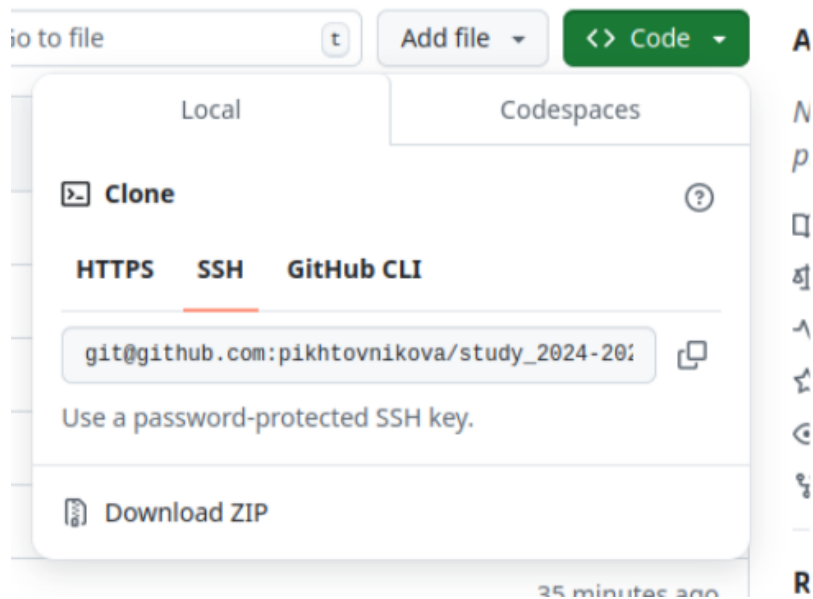 Go to file t Add file <> Code A
Local Codespaces N
p
Clone
HTTPS SSH GitHub CLI
git@github.com:pikhtovnikova/study_2024-202
Use a password-protected SSH key.
Download ZIP
35 minutes ago R